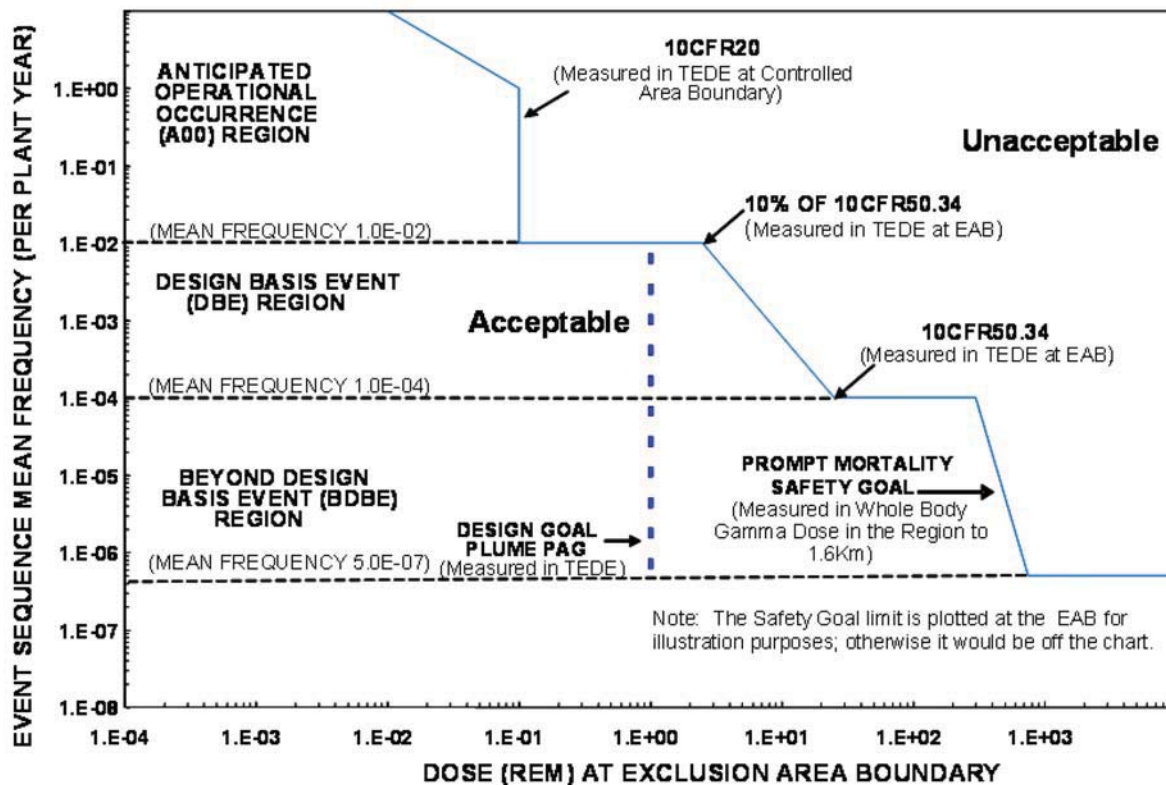 EVENT SEQUENCE MEAN FREQUENCY (PER PLANT YEAR)
1.E+00
1.E-01
1.E-02
1.E-03
1.E-04
1.E-05
1.E-06
1.E-07
1.E-08
ANTICIPATED
OPERATIONAL
OCCURRENCE
(A00) REGION
10CFR20
(Measured in TEDE at Controlled
Area Boundary)
Unacceptable
(MEAN FREQUENCY 1.0E-02)
10% OF 10CFR50.34
(Measured in TEDE at EAB)
DESIGN BASIS EVENT
(DBE) REGION
Acceptable
10CFR50.34
(Measured in TEDE at EAB)
(MEAN FREQUENCY 1.0E-04)
BEYOND DESIGN
BASIS EVENT (BDBE)
REGION
PROMPT MORTALITY
SAFETY GOAL
(Measured in Whole Body
Gamma Dose in the Region to
1.6Km)
DESIGN GOAL
PLUME PAG
(Measured in TEDE)
(MEAN FREQUENCY 5.0E-07)
Note: The Safety Goal limit is plotted at the EAB for
illustration purposes; otherwise it would be off the chart.
1.E-04 1.E-03 1.E-02 1.E-01 1.E+00 1.E+01 1.E+02 1.E+03
DOSE (REM) AT EXCLUSION AREA BOUNDARY